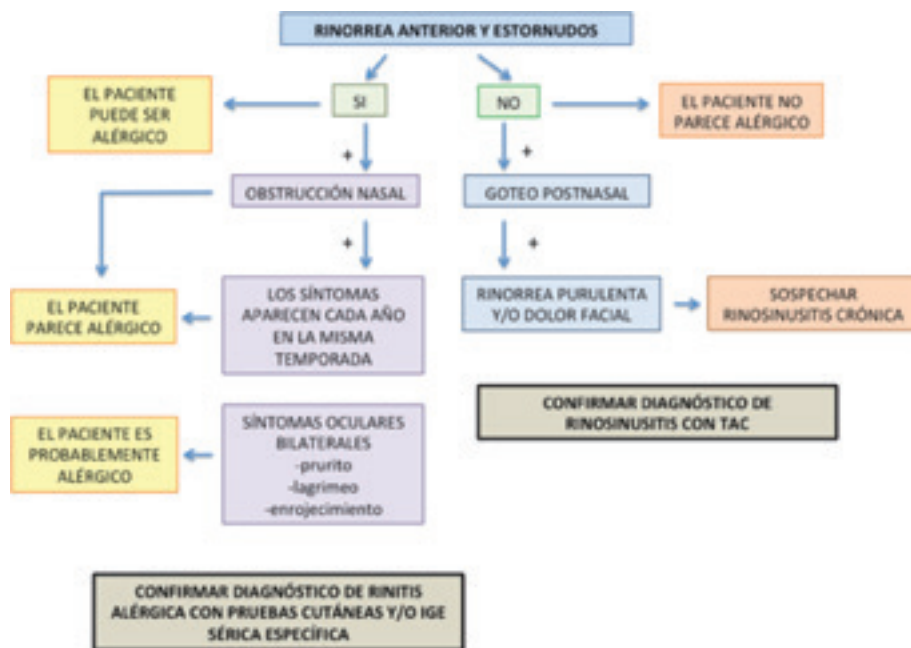 RINORREA ANTERIOR Y ESTORNUDOS
EL PACIENTE
PUEDE SER
ALÉRGICO
SI
NO
EL PACIENTE NO
PARECE ALÉRGICO
+
+
OBSTRUCCIÓN NASAL
GOTEO POSTNASAL
+
+
EL PACIENTE
PARECE ALÉRGICO
LOS SÍNTOMAS
APARECEN CADA AÑO
EN LA MISMA
TEMPORADA
RINORREA PURULENTA
Y/O DOLOR FACIAL
SOSPECHAR
RINOSINUSITIS CRÓNICA
CONFIRMAR DIAGNÓSTICO DE
RINOSINUSITIS CON TAC
EL PACIENTE ES
PROBABLEMENTE
ALÉRGICO
SÍNTOMAS OCULARES
BILATERALES
-prurito
-lagrimeo
-enrojecimiento
CONFIRMAR DIAGNÓSTICO DE RINITIS
ALÉRGICA CON PRUEBAS CUTÁNEAS Y/O IGE
SÉRICA ESPECÍFICA